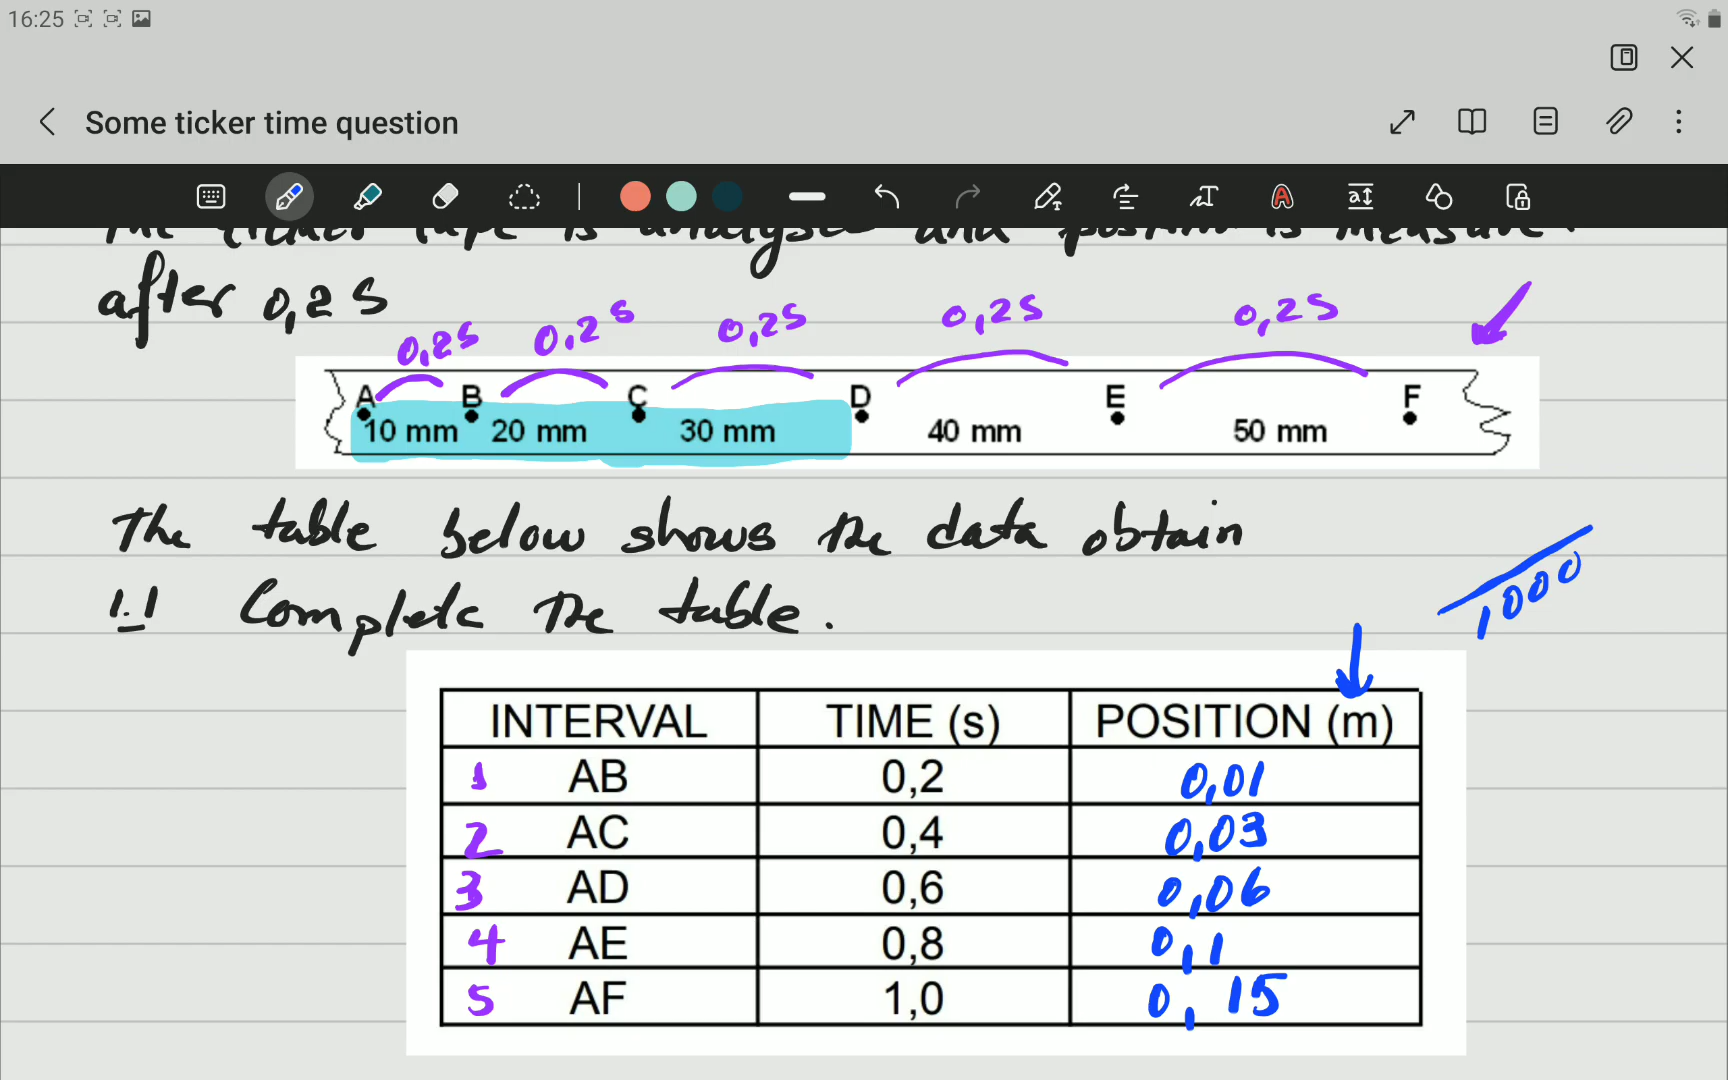 16:25
Some ticker time question
after 0,2 s
0,2s 0,2s 0,2s 0,2s 0,2s
A B C D E F
10 mm 20 mm 30 mm 40 mm 50 mm
The table below shows the data obtain
1.1 Complete the table.
1000
INTERVAL TIME (s) POSITION (m)
1 AB 0,2 0,01
2 AC 0,4 0,03
3 AD 0,6 0,06
4 AE 0,8 0,1
5 AF 1,0 0,15